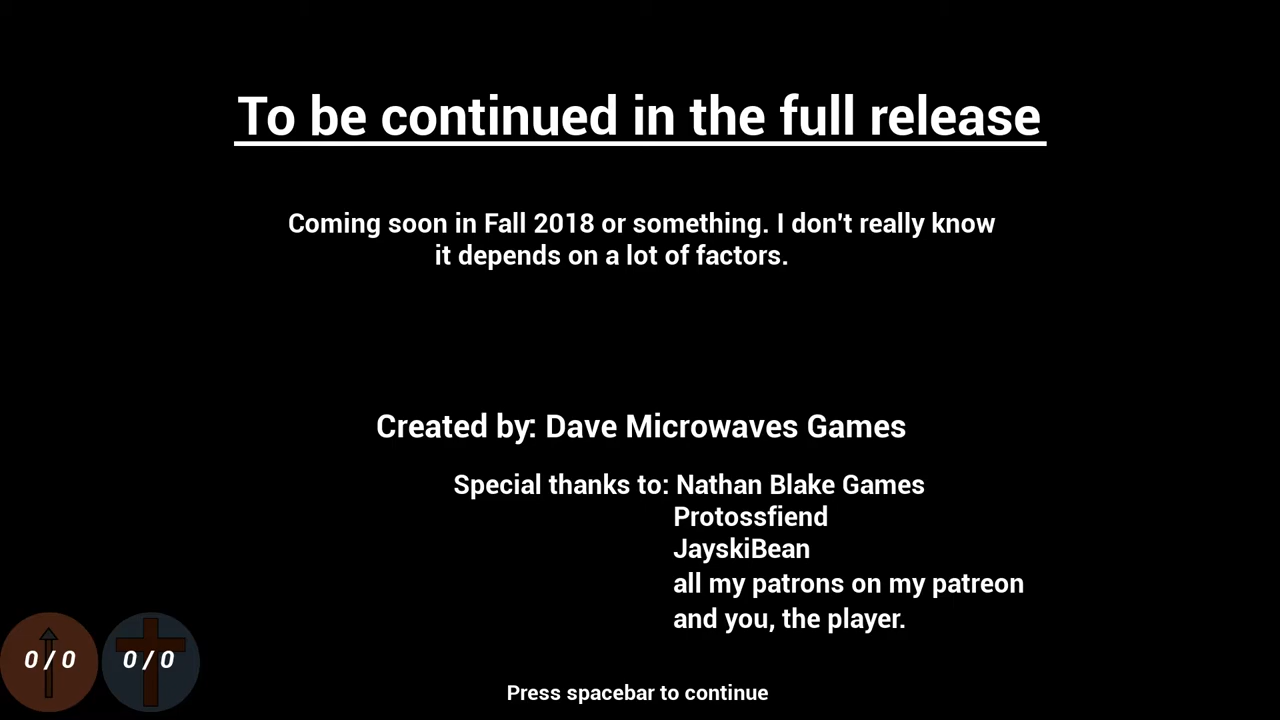 To be continued in the full release
Coming soon in Fall 2018 or something. I don't really know
it depends on a lot of factors.
Created by: Dave Microwaves Games
Special thanks to: Nathan Blake Games
Protossfiend
JayskiBean
all my patrons on my patreon
and you, the player.
0 / 0
0 / 0
Press spacebar to continue